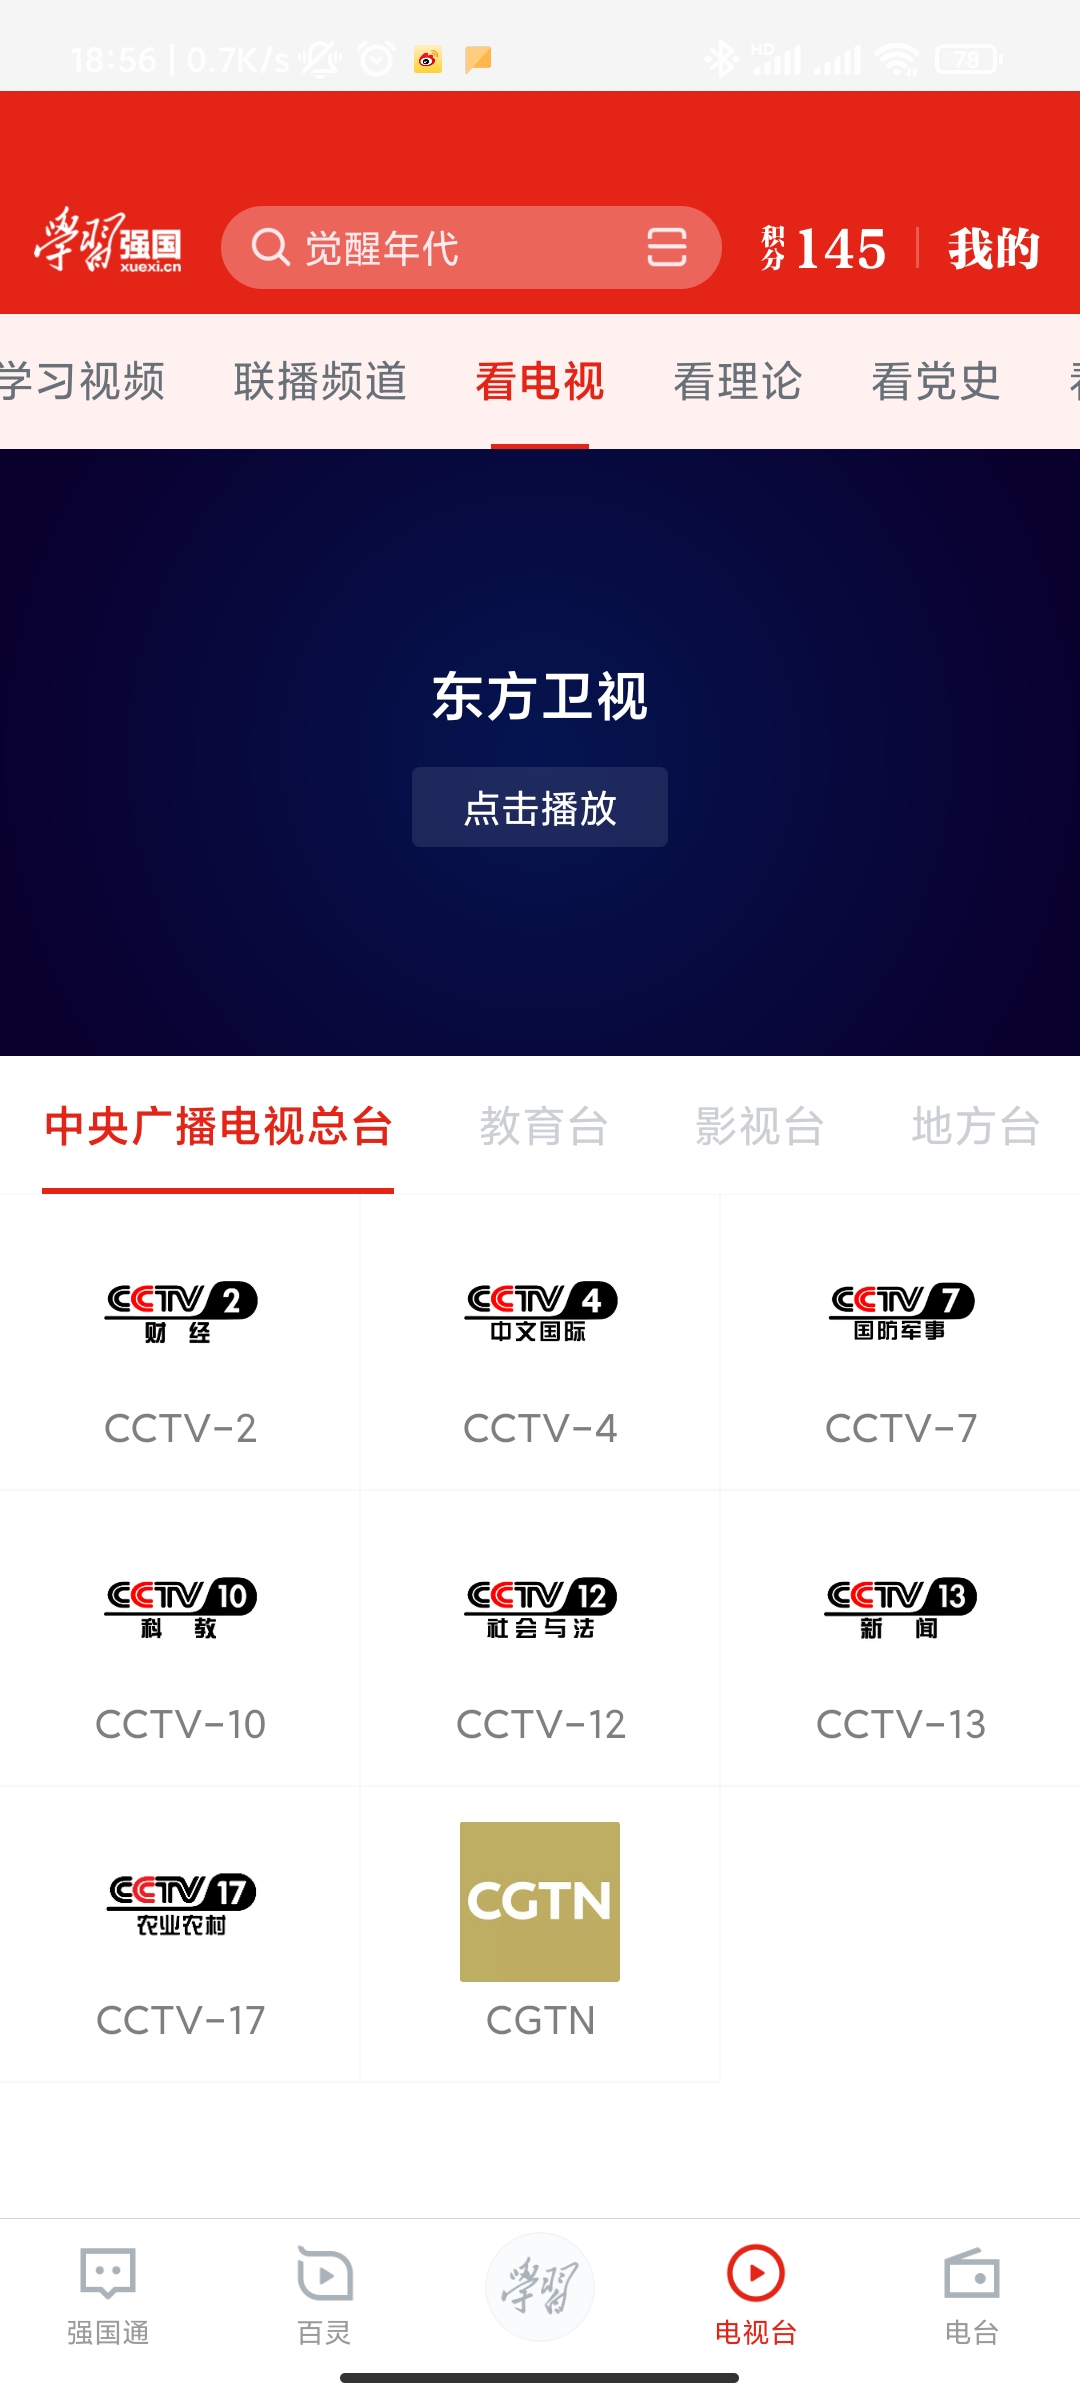 18:56 | 0.7K/s
HD
78
学习强国
xuexi.cn
觉醒年代
积分 145
我的
学习视频 联播频道 看电视 看理论 看党史
东方卫视
点击播放
中央广播电视总台 教育台 影视台 地方台
CCTV 2 CCTV 4 CCTV 7
财 经 中文国际 国防军事
CCTV-2 CCTV-4 CCTV-7
CCTV 10 CCTV 12 CCTV 13
科 教 社会与法 新 闻
CCTV-10 CCTV-12 CCTV-13
CCTV 17 CGTN
农业农村
CCTV-17 CGTN
學習
强国通 百灵 电视台 电台